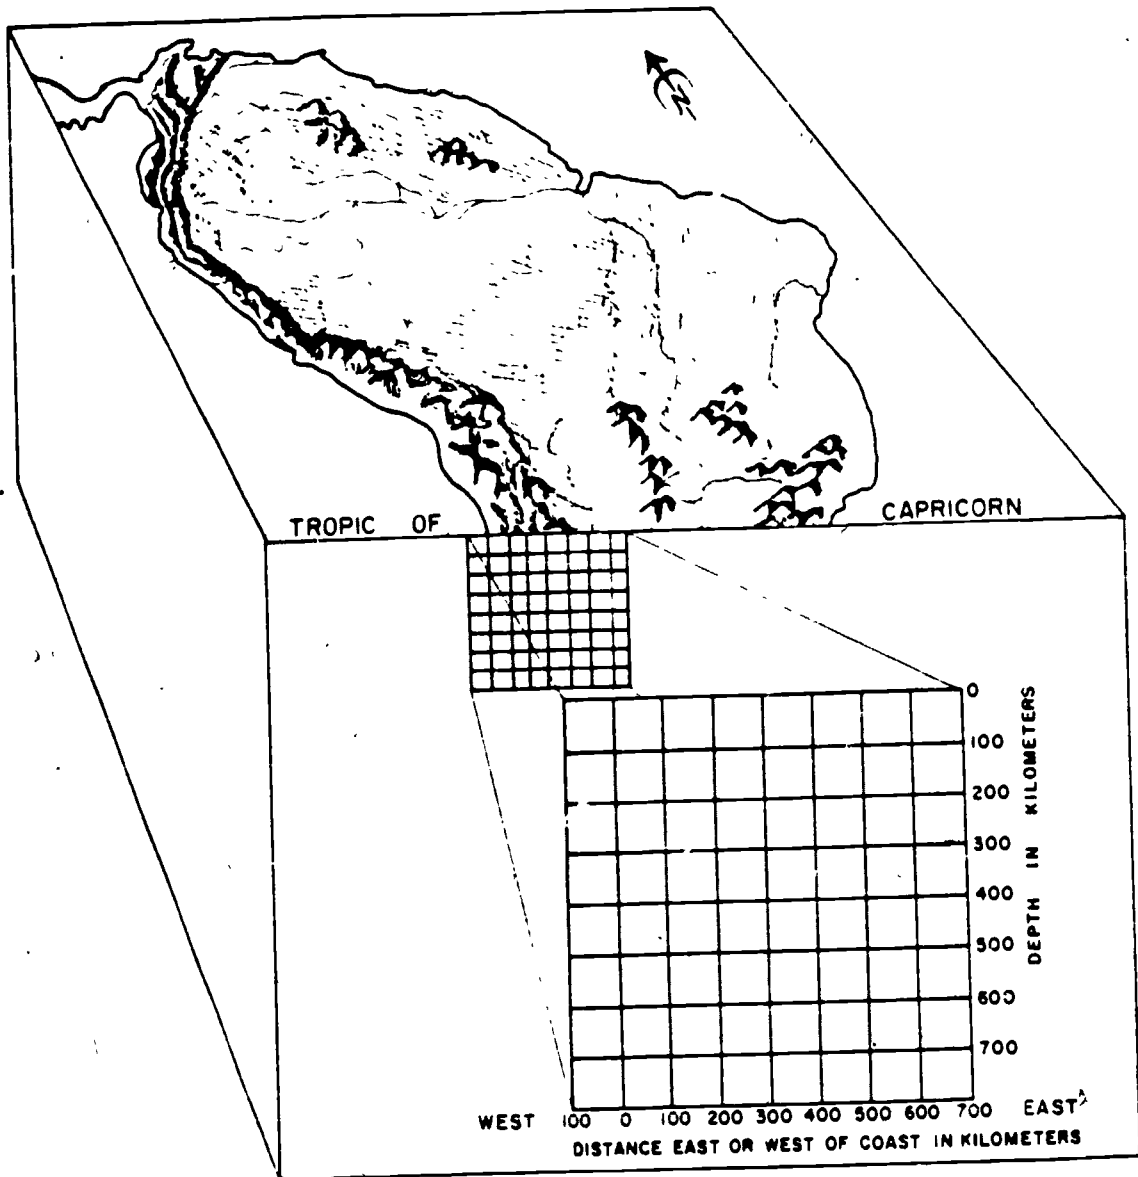 N
TROPIC OF CAPRICORN
0
100
200
300
400
500
600
700
DEPTH IN KILOMETERS
WEST 100 0 100 200 300 400 500 600 700 EAST
DISTANCE EAST OR WEST OF COAST IN KILOMETERS